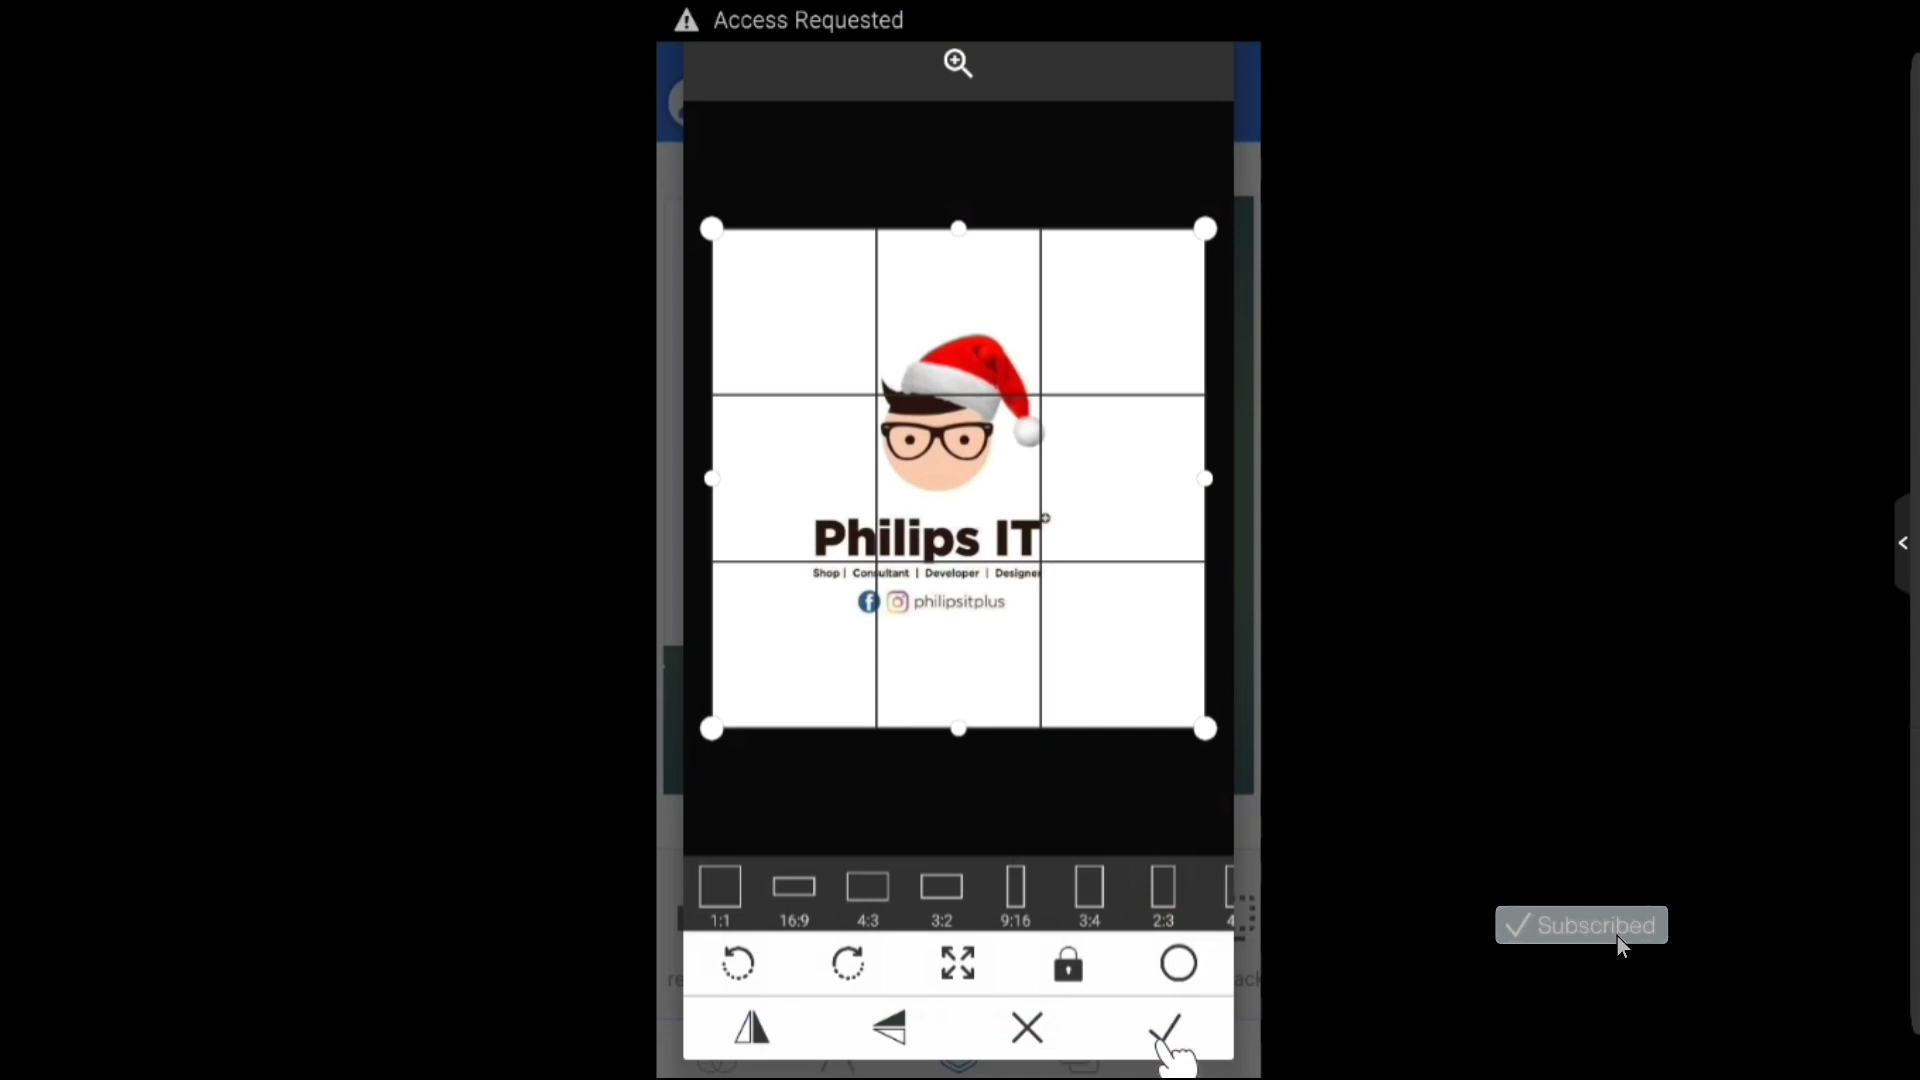 Access Requested
Philips IT
Shop | Consultant | Developer | Designer
philipsitplus
1:1 16:9 4:3 3:2 9:16 3:4 2:3 4
Subscribed